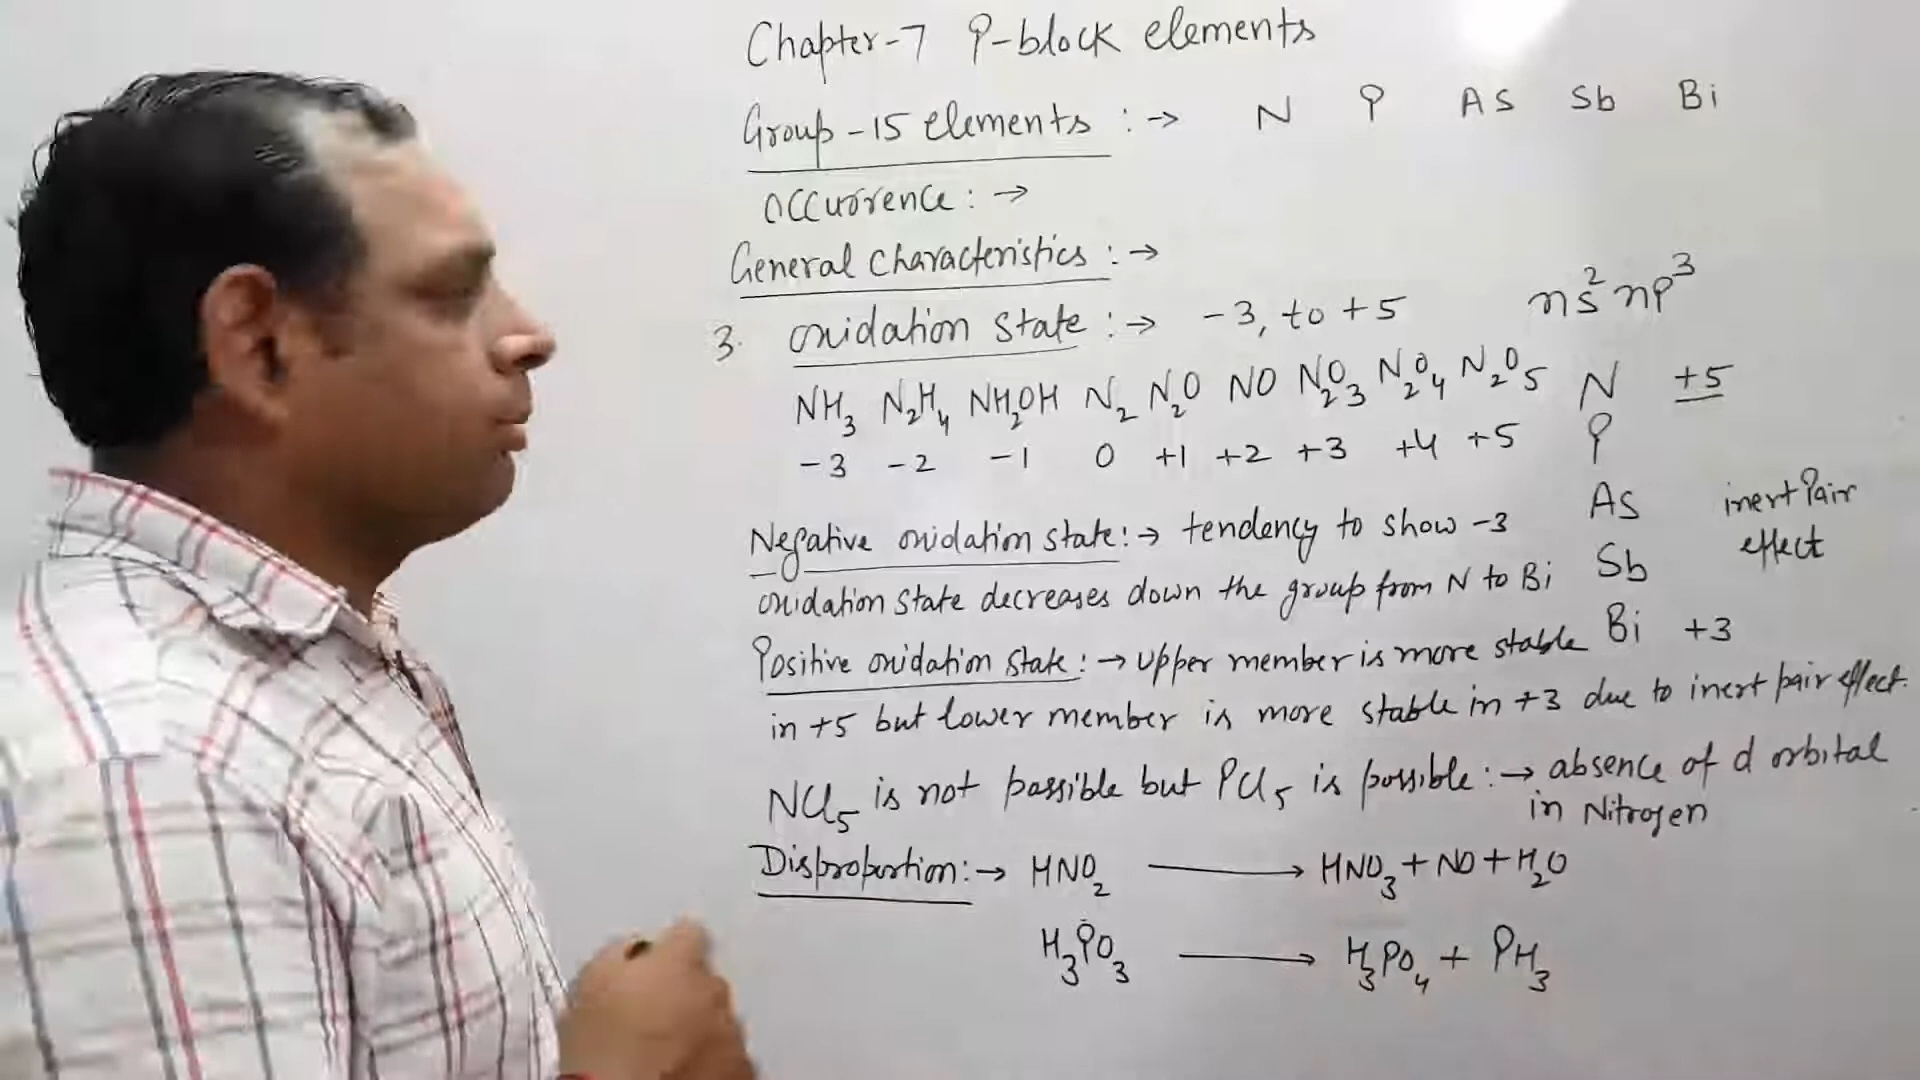 Chapter-7 P-block elements
Group-15 elements :→ N P As Sb Bi
Occurrence :→
General Characteristics :→
3. oxidation state :→ -3, to +5 ns²np³
NH₃ N₂H₄ NH₂OH N₂ N₂O NO N₂O₃ N₂O₄ N₂O₅ N +5
-3 -2 -1 0 +1 +2 +3 +4 +5 P
Negative oxidation state :→ tendency to show -3 As inert Pair
oxidation state decreases down the group from N to Bi Sb effect
Positive oxidation state :→ upper member is more stable Bi +3
in +5 but lower member is more stable in +3 due to inert pair effect.
NCl₅ is not possible but PCl₅ is possible :→ absence of d orbital
in Nitrogen
Disproportion :→ HNO₂ ⟶ HNO₃ + NO + H₂O
H₃PO₃ ⟶ H₃PO₄ + PH₃